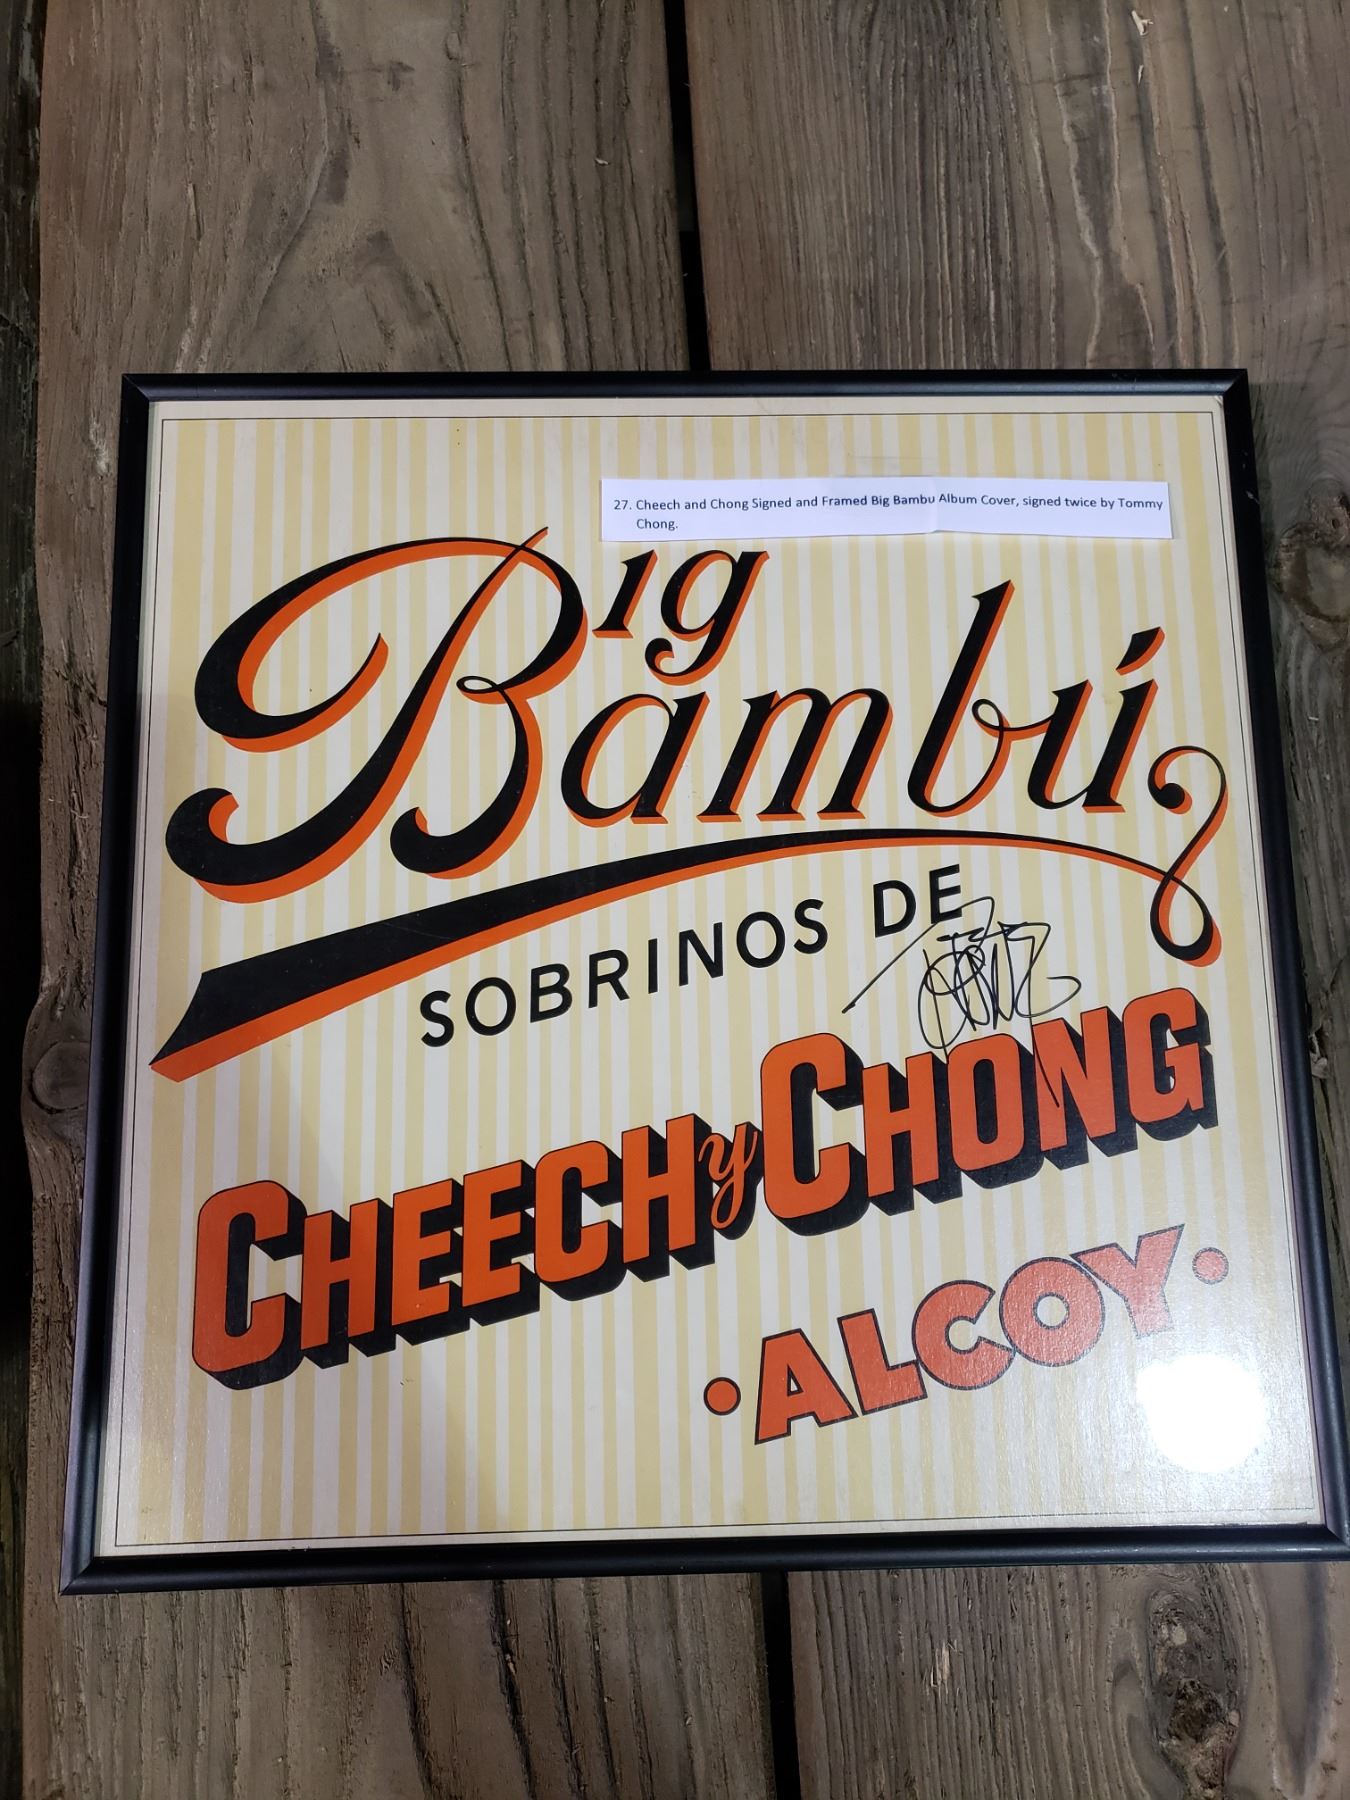 27. Cheech and Chong Signed and Framed Big Bambu Album Cover, signed twice by Tommy
Chong.
Big
Bambú
SOBRINOS DE
CHEECH y CHONG
• ALCOY •